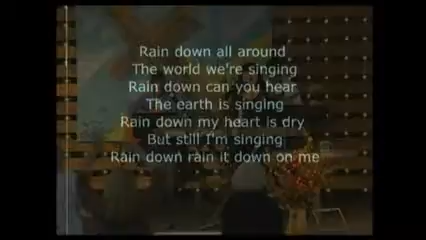 Rain down all around
The world we're singing
Rain down can you hear
The earth is singing
Rain down my heart is dry
But still I'm singing
Rain down rain it down on me